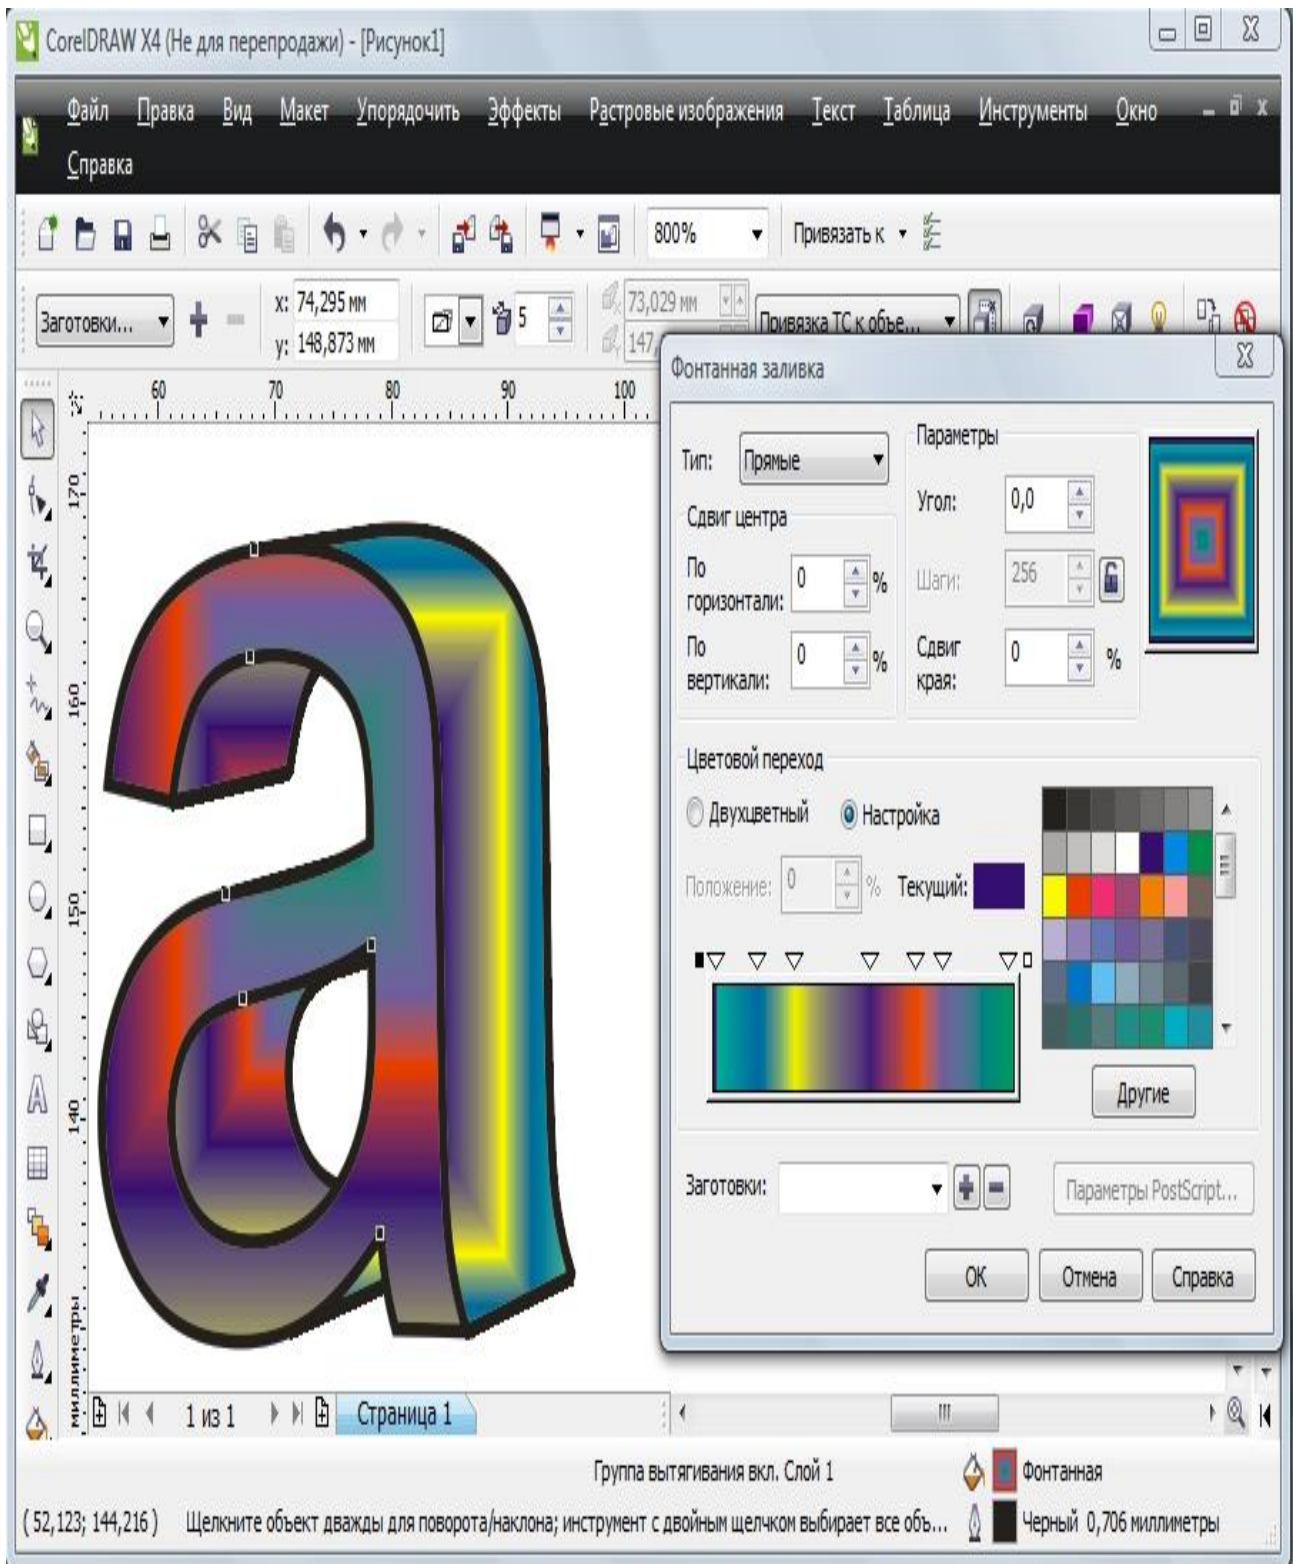 CorelDRAW X4 (Не для перепродажи) - [Рисунок1]
Файл Правка Вид Макет Упорядочить Эффекты Растровые изображения Текст Таблица Инструменты Окно
Справка
800% Привязать к
Заготовки... x: 74,295 мм 5 73,029 мм Привязка ТС к объе...
y: 148,873 мм 147,
60 70 80 90 100
170
160
150
140
миллиметры
Фонтанная заливка
Тип: Прямые
Сдвиг центра
По горизонтали: 0 %
По вертикали: 0 %
Параметры
Угол: 0,0
Шаги: 256
Сдвиг края: 0 %
Цветовой переход
Двухцветный Настройка
Положение: 0 % Текущий:
Другие
Заготовки: Параметры PostScript...
ОК Отмена Справка
a
1 из 1 Страница 1
Группа вытягивания вкл. Слой 1 Фонтанная
( 52,123; 144,216 ) Щелкните объект дважды для поворота/наклона; инструмент с двойным щелчком выбирает все объ... Черный 0,706 миллиметры